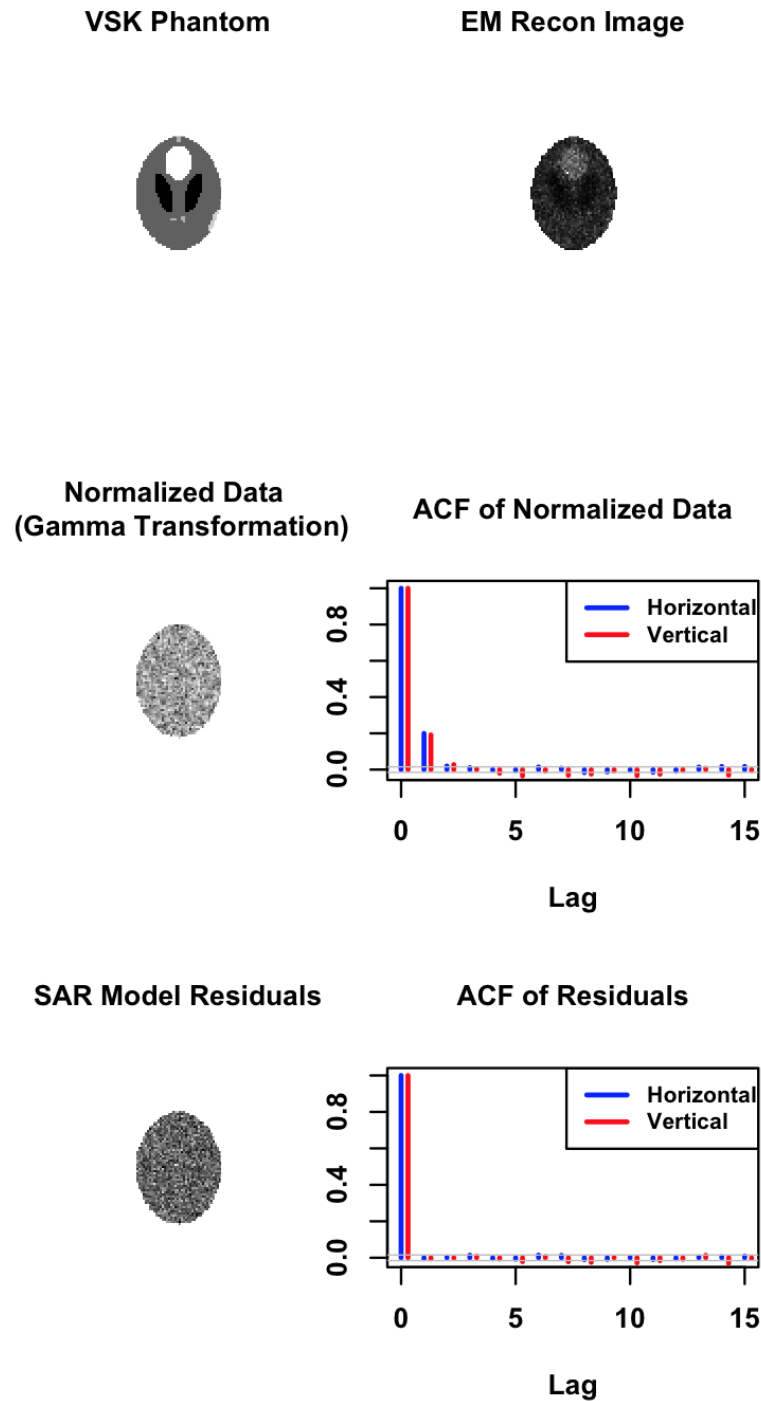 VSK Phantom
EM Recon Image
Normalized Data
(Gamma Transformation)
ACF of Normalized Data
Horizontal
Vertical
0.8
0.4
0.0
0 5 10 15
Lag
SAR Model Residuals
ACF of Residuals
Horizontal
Vertical
0.8
0.4
0.0
0 5 10 15
Lag